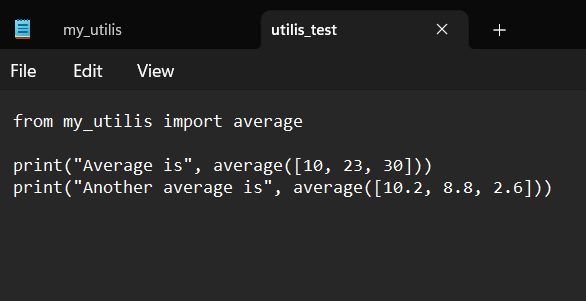 my_utilis
utilis_test
File Edit View
from my_utilis import average
print("Average is", average([10, 23, 30]))
print("Another average is", average([10.2, 8.8, 2.6]))